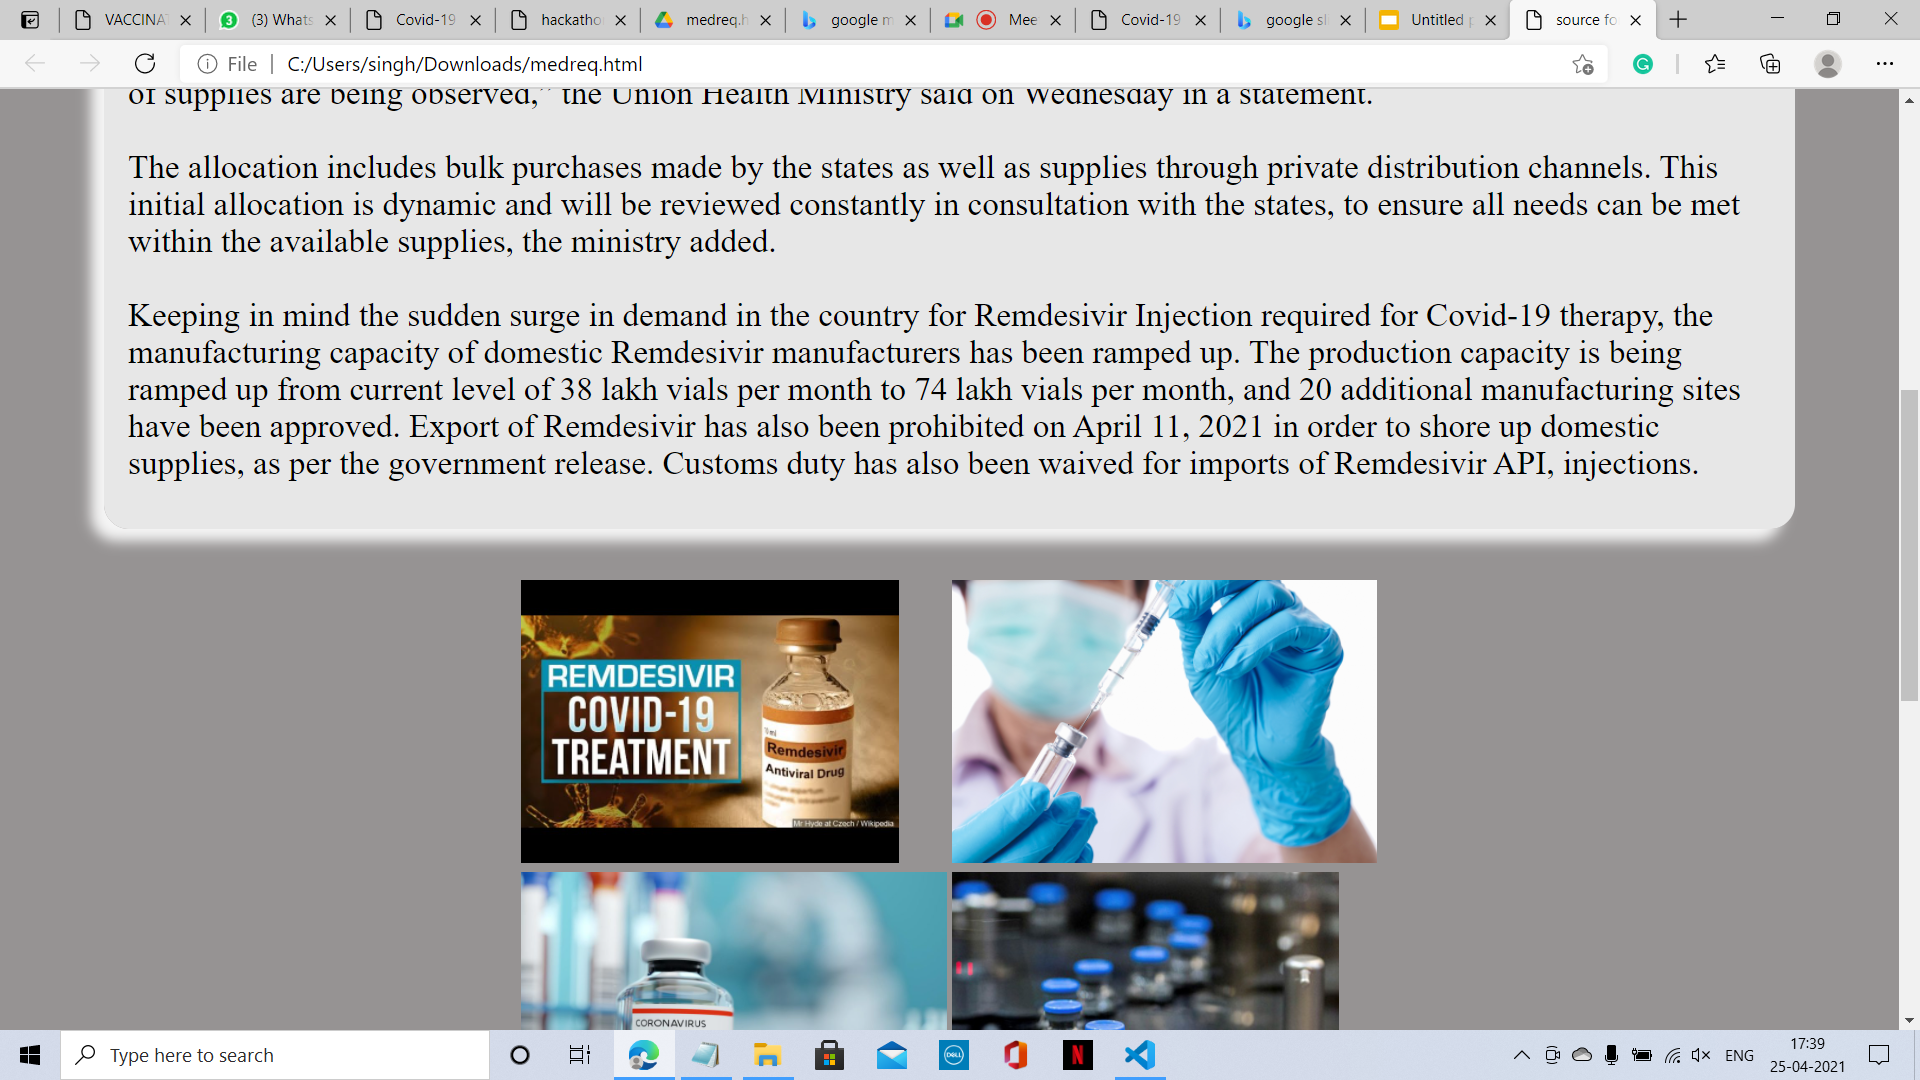 VACCINA
3 (3) Whats
Covid-19
hackatho
medreq.h
google m
Mee
Covid-19
google sl
Untitled p
source fo
File | C:/Users/singh/Downloads/medreq.html
of supplies are being observed," the Union Health Ministry said on Wednesday in a statement.
The allocation includes bulk purchases made by the states as well as supplies through private distribution channels. This
initial allocation is dynamic and will be reviewed constantly in consultation with the states, to ensure all needs can be met
within the available supplies, the ministry added.
Keeping in mind the sudden surge in demand in the country for Remdesivir Injection required for Covid-19 therapy, the
manufacturing capacity of domestic Remdesivir manufacturers has been ramped up. The production capacity is being
ramped up from current level of 38 lakh vials per month to 74 lakh vials per month, and 20 additional manufacturing sites
have been approved. Export of Remdesivir has also been prohibited on April 11, 2021 in order to shore up domestic
supplies, as per the government release. Customs duty has also been waived for imports of Remdesivir API, injections.
REMDESIVIR
COVID-19
TREATMENT
Remdesivir
Antiviral Drug
Mr Hyde at Czech / Wikipedia
CORONAVIRUS
Type here to search
DELL
N
ENG
17:39
25-04-2021